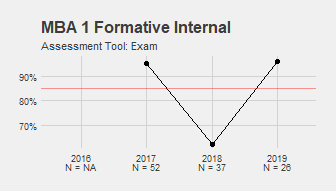 MBA 1 Formative Internal
Assessment Tool: Exam
90%
80%
70%
2016 2017 2018 2019
N = NA N = 52 N = 37 N = 26